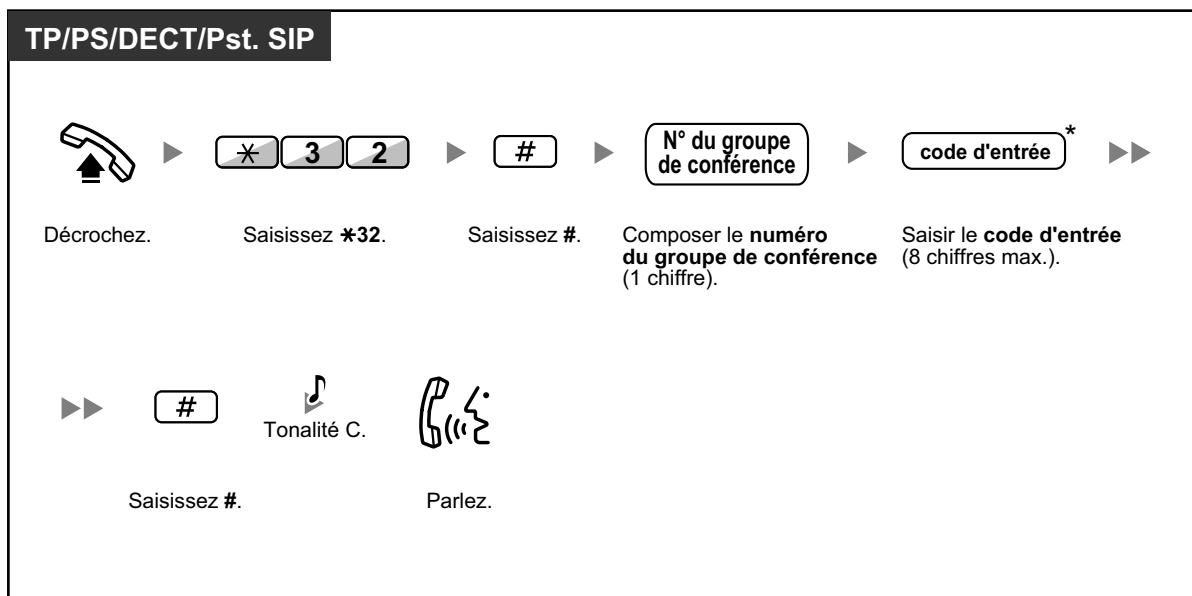 TP/PS/DECT/Pst. SIP
✳ 3 2 # N° du groupe de conférence code d'entrée*
Décrochez. Saisissez ✳32. Saisissez #. Composer le numéro du groupe de conférence (1 chiffre). Saisir le code d'entrée (8 chiffres max.).
#
Tonalité C.
Saisissez #. Parlez.